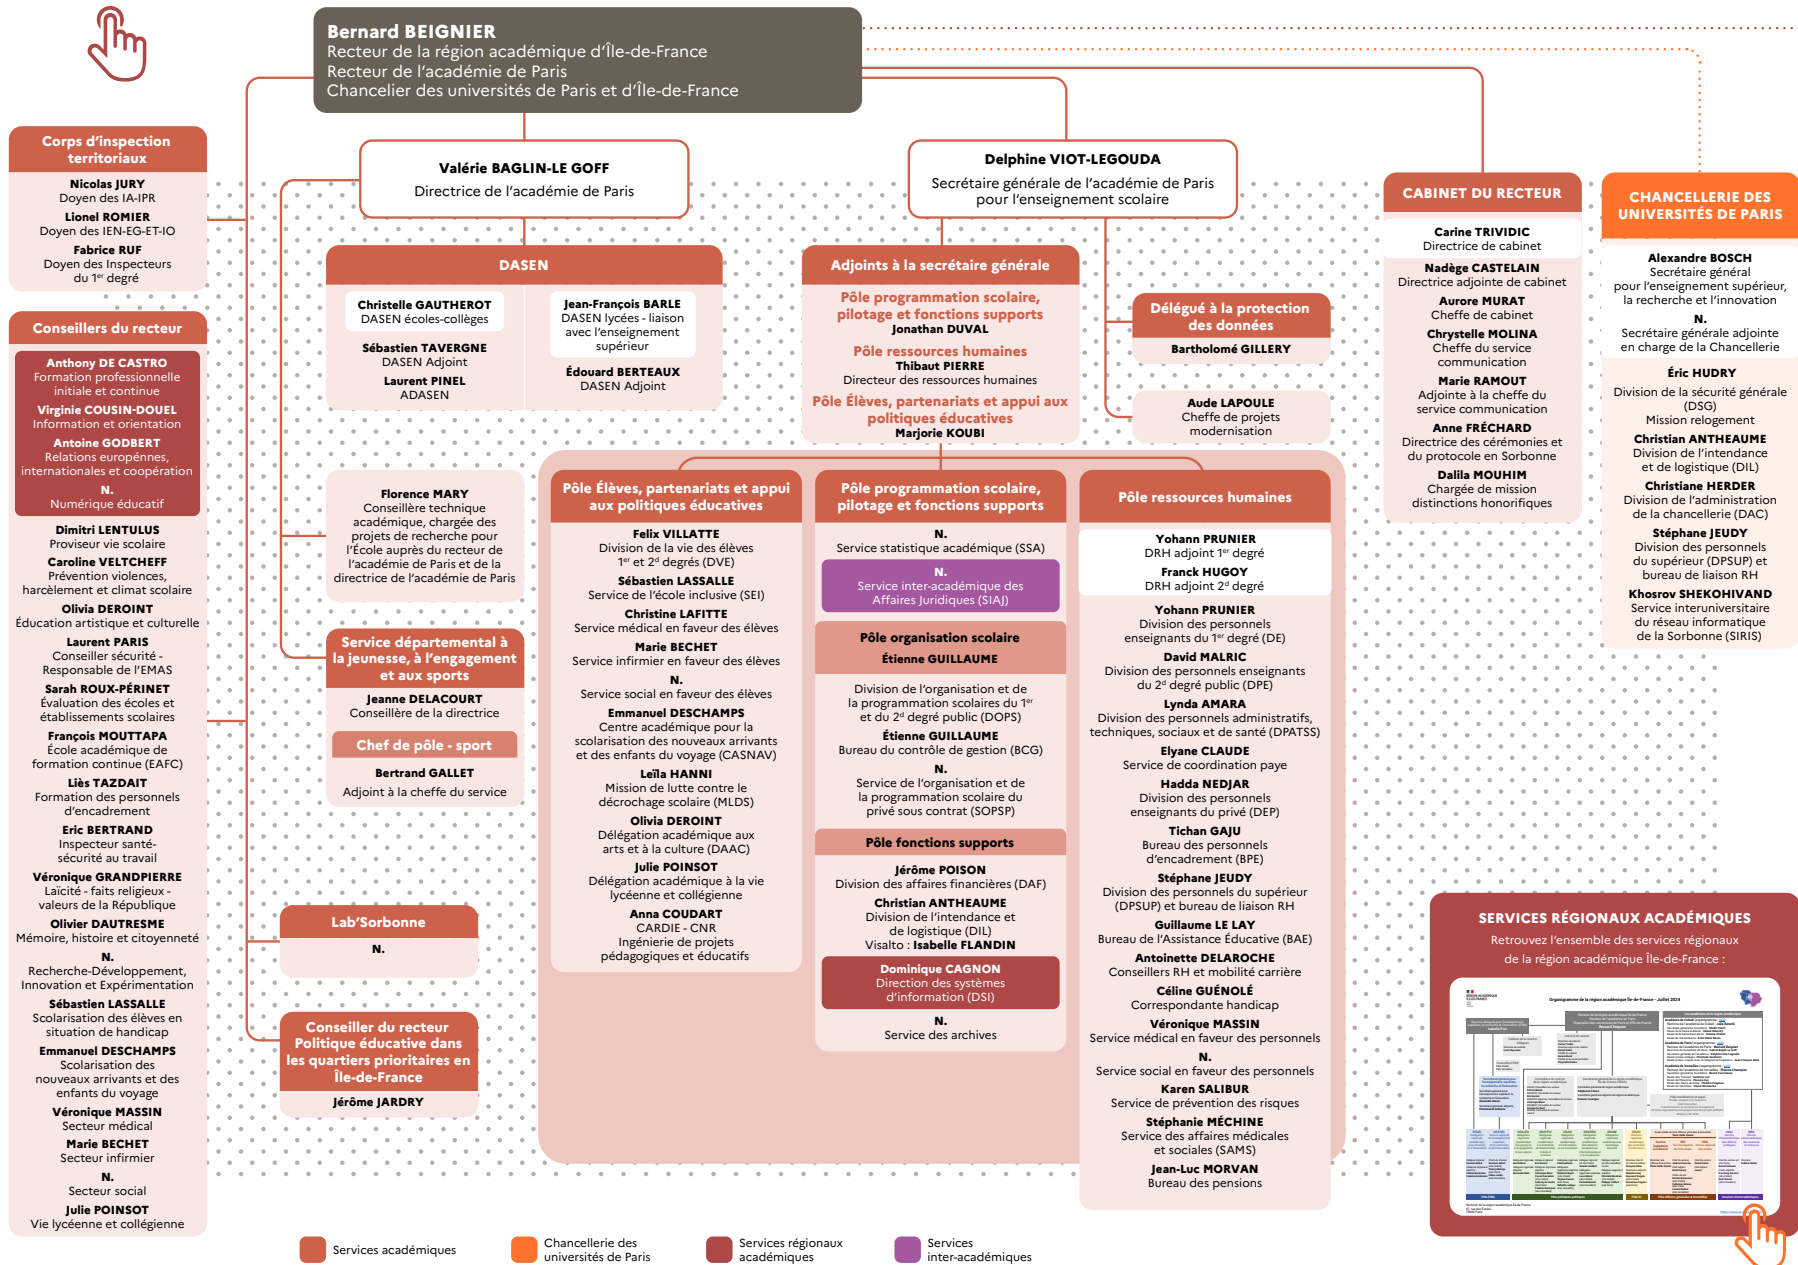 Bernard BEIGNIER
Recteur de la région académique d'Île-de-France
Recteur de l'académie de Paris
Chancelier des universités de Paris et d'Île-de-France
Corps d'inspection
territoriaux
Nicolas JURY
Doyen des IA-IPR
Lionel ROMIER
Doyen des IEN-EG-ET-IO
Fabrice RUF
Doyen des Inspecteurs
du 1er degré
Conseillers du recteur
Anthony DE CASTRO
Formation professionnelle
initiale et continue
Virginie COUSIN-DOUEL
Information et orientation
Antoine GODBERT
Relations europénnes,
internationales et coopération
N.
Numérique éducatif
Dimitri LENTULUS
Proviseur vie scolaire
Caroline VELTCHEFF
Prévention violences,
harcèlement et climat scolaire
Olivia DEROINT
Éducation artistique et culturelle
Laurent PARIS
Conseiller sécurité -
Responsable de l'EMAS
Sarah ROUX-PÉRINET
Évaluation des écoles et
établissements scolaires
François MOUTTAPA
École académique de
formation continue (EAFC)
Liès TAZDAIT
Formation des personnels
d'encadrement
Eric BERTRAND
Inspecteur santé-
sécurité au travail
Véronique GRANDPIERRE
Laïcité - faits religieux -
valeurs de la République
Olivier DAUTRESME
Mémoire, histoire et citoyenneté
N.
Recherche-Développement,
Innovation et Expérimentation
Sébastien LASSALLE
Scolarisation des élèves en
situation de handicap
Emmanuel DESCHAMPS
Scolarisation des
nouveaux arrivants et des
enfants du voyage
Véronique MASSIN
Secteur médical
Marie BECHET
Secteur infirmier
N.
Secteur social
Julie POINSOT
Vie lycéenne et collégienne
Valérie BAGLIN-LE GOFF
Directrice de l'académie de Paris
DASEN
Christelle GAUTHEROT
DASEN écoles-collèges
Sébastien TAVERGNE
DASEN Adjoint
Laurent PINEL
ADASEN
Jean-François BARLE
DASEN lycées - liaison
avec l'enseignement
supérieur
Édouard BERTEAUX
DASEN Adjoint
Florence MARY
Conseillère technique
académique, chargée des
projets de recherche pour
l'École auprès du recteur de
l'académie de Paris et de la
directrice de l'académie de Paris
Service départemental à
la jeunesse, à l'engagement
et aux sports
Jeanne DELACOURT
Conseillère de la directrice
Chef de pôle - sport
Bertrand GALLET
Adjoint à la cheffe du service
Lab'Sorbonne
N.
Conseiller du recteur
Politique éducative dans
les quartiers prioritaires en
Île-de-France
Jérôme JARDRY
Delphine VIOT-LEGOUDA
Secrétaire générale de l'académie de Paris
pour l'enseignement scolaire
Adjoints à la secrétaire générale
Pôle programmation scolaire,
pilotage et fonctions supports
Jonathan DUVAL
Pôle ressources humaines
Thibaut PIERRE
Directeur des ressources humaines
Pôle Élèves, partenariats et appui aux
politiques éducatives
Marjorie KOUBI
Délégué à la protection
des données
Bartholomé GILLERY
Aude LAPOULE
Cheffe de projets
modernisation
Pôle Élèves, partenariats et appui
aux politiques éducatives
Felix VILLATTE
Division de la vie des élèves
1er et 2d degrés (DVE)
Sébastien LASSALLE
Service de l'école inclusive (SEI)
Christine LAFITTE
Service médical en faveur des élèves
Marie BECHET
Service infirmier en faveur des élèves
N.
Service social en faveur des élèves
Emmanuel DESCHAMPS
Centre académique pour la
scolarisation des nouveaux arrivants
et des enfants du voyage (CASNAV)
Leïla HANNI
Mission de lutte contre le
décrochage scolaire (MLDS)
Olivia DEROINT
Délégation académique aux
arts et à la culture (DAAC)
Julie POINSOT
Délégation académique à la vie
lycéenne et collégienne
Anna COUDART
CARDIE - CNR
Ingénierie de projets
pédagogiques et éducatifs
Pôle programmation scolaire,
pilotage et fonctions supports
N.
Service statistique académique (SSA)
N.
Service inter-académique des
Affaires Juridiques (SIAJ)
Pôle organisation scolaire
Étienne GUILLAUME
Division de l'organisation et de
la programmation scolaires du 1er
et du 2d degré public (DOPS)
Étienne GUILLAUME
Bureau du contrôle de gestion (BCG)
N.
Service de l'organisation et de
la programmation scolaire du
privé sous contrat (SOPSP)
Pôle fonctions supports
Jérôme POISON
Division des affaires financières (DAF)
Christian ANTHEAUME
Division de l'intendance et
de logistique (DIL)
Visalto : Isabelle FLANDIN
Dominique CAGNON
Direction des systèmes
d'information (DSI)
N.
Service des archives
Pôle ressources humaines
Yohann PRUNIER
DRH adjoint 1er degré
Franck HUGOY
DRH adjoint 2d degré
Yohann PRUNIER
Division des personnels
enseignants du 1er degré (DE)
David MALRIC
Division des personnels enseignants
du 2d degré public (DPE)
Lynda AMARA
Division des personnels administratifs,
techniques, sociaux et de santé (DPATSS)
Elyane CLAUDE
Service de coordination paye
Hadda NEDJAR
Division des personnels
enseignants du privé (DEP)
Tichan GAJU
Bureau des personnels
d'encadrement (BPE)
Stéphane JEUDY
Division des personnels du supérieur
(DPSUP) et bureau de liaison RH
Guillaume LE LAY
Bureau de l'Assistance Éducative (BAE)
Antoinette DELAROCHE
Conseillers RH et mobilité carrière
Céline GUÉNOLÉ
Correspondante handicap
Véronique MASSIN
Service médical en faveur des personnels
N.
Service social en faveur des personnels
Karen SALIBUR
Service de prévention des risques
Stéphanie MÉCHINE
Service des affaires médicales
et sociales (SAMS)
Jean-Luc MORVAN
Bureau des pensions
CABINET DU RECTEUR
Carine TRIVIDIC
Directrice de cabinet
Nadège CASTELAIN
Directrice adjointe de cabinet
Aurore MURAT
Cheffe de cabinet
Chrystelle MOLINA
Cheffe du service
communication
Marie RAMOUT
Adjointe à la cheffe du
service communication
Anne FRÉCHARD
Directrice des cérémonies et
du protocole en Sorbonne
Dalila MOUHIM
Chargée de mission
distinctions honorifiques
CHANCELLERIE DES
UNIVERSITÉS DE PARIS
Alexandre BOSCH
Secrétaire général
pour l'enseignement supérieur,
la recherche et l'innovation
N.
Secrétaire générale adjointe
en charge de la Chancellerie
Éric HUDRY
Division de la sécurité générale
(DSG)
Mission relogement
Christian ANTHEAUME
Division de l'intendance
et de logistique (DIL)
Christiane HERDER
Division de l'administration
de la chancellerie (DAC)
Stéphane JEUDY
Division des personnels
du supérieur (DPSUP) et
bureau de liaison RH
Khosrov SHEKOHIVAND
Service interuniversitaire
du réseau informatique
de la Sorbonne (SIRIS)
SERVICES RÉGIONAUX ACADÉMIQUES
Retrouvez l'ensemble des services régionaux
de la région académique Île-de-France :
Organigramme de la région académique Île-de-France - Juillet 2024
Services académiques
Chancellerie des
universités de Paris
Services régionaux
académiques
Services
inter-académiques